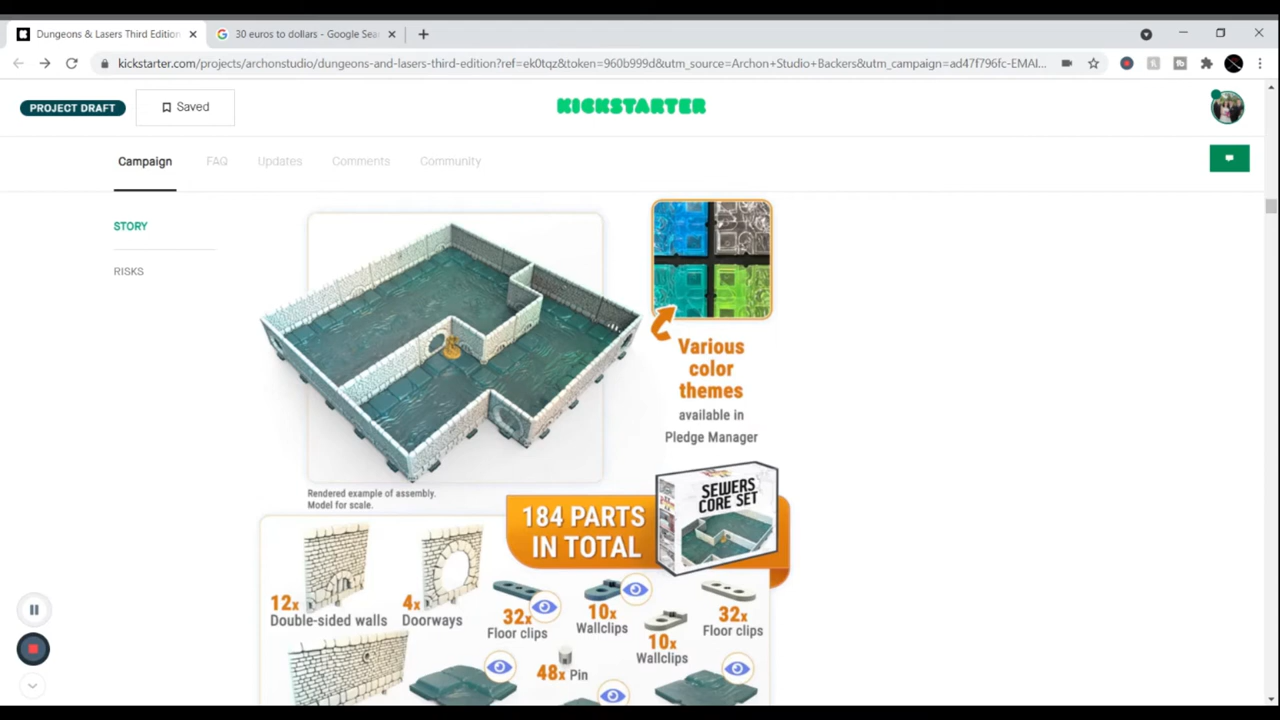 Dungeons & Lasers Third Edition
30 euros to dollars - Google Sea
kickstarter.com/projects/archonstudio/dungeons-and-lasers-third-edition?ref=ek0tqz&token=960b999d&utm_source=Archon+Studio+Backers&utm_campaign=ad47f796fc-EMAI...
PROJECT DRAFT
Saved
KICKSTARTER
Campaign
FAQ
Updates
Comments
Community
STORY
RISKS
Various
color
themes
available in
Pledge Manager
Rendered example of assembly.
Model for scale.
184 PARTS
IN TOTAL
SEWERS
CORE SET
12x
Double-sided walls
4x
Doorways
32x
Floor clips
10x
Wallclips
10x
Wallclips
32x
Floor clips
48x Pin